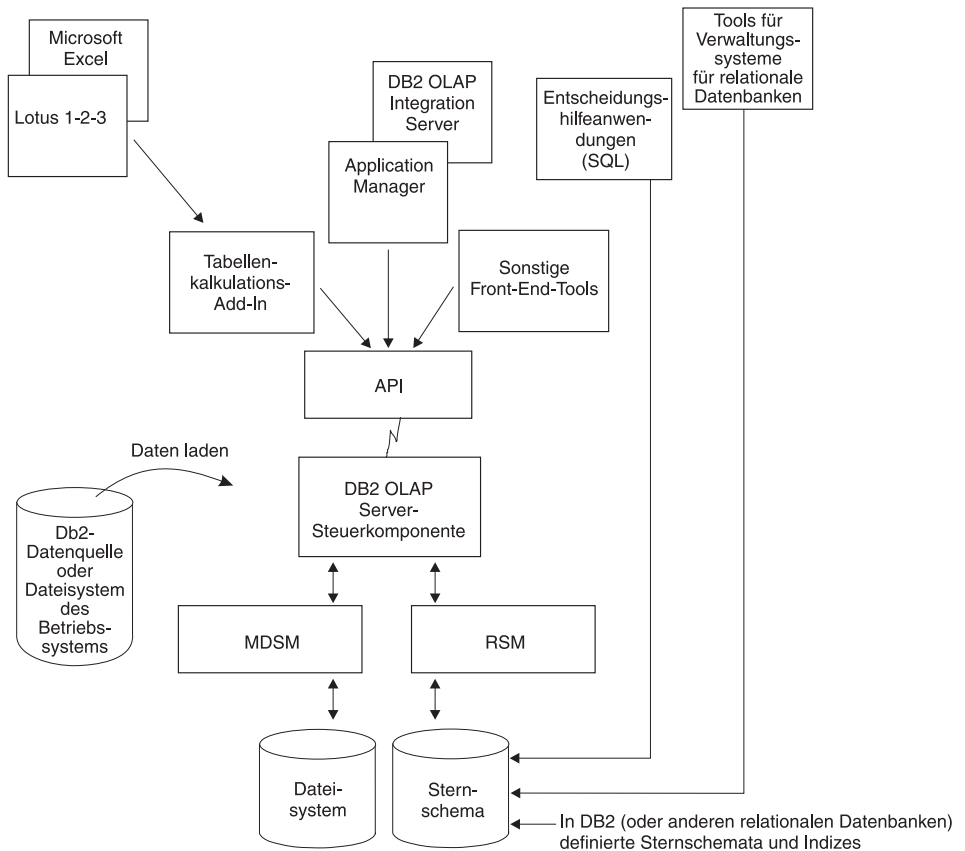 Microsoft
Excel
Lotus 1-2-3
DB2 OLAP
Integration
Server
Application
Manager
Entscheidungs-
hilfeanwen-
dungen
(SQL)
Tools für
Verwaltungs-
systeme
für relationale
Datenbanken
Tabellen-
kalkulations-
Add-In
Sonstige
Front-End-Tools
API
Daten laden
DB2 OLAP
Server-
Steuerkomponente
Db2-
Datenquelle
oder
Dateisystem
des
Betriebs-
systems
MDSM
RSM
Datei-
system
Stern-
schema
In DB2 (oder anderen relationalen Datenbanken)
definierte Sternschemata und Indizes